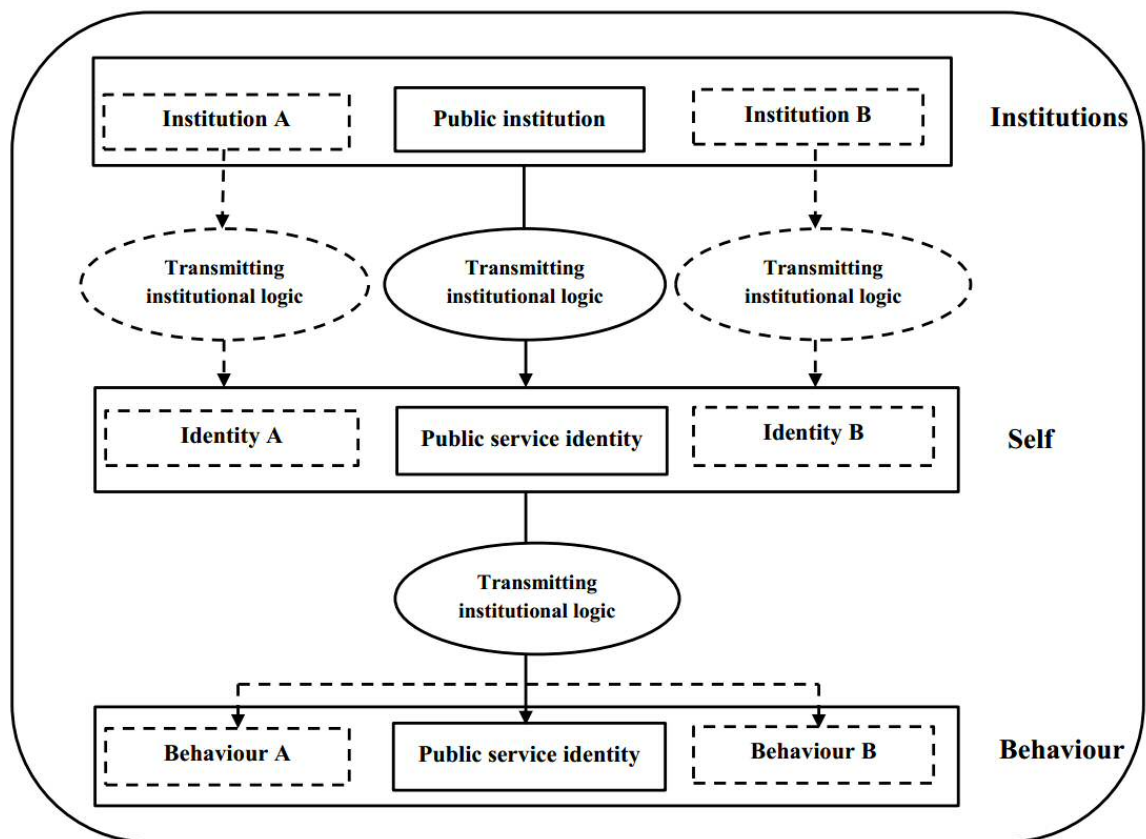 Institution A
Public institution
Institution B
Institutions
Transmitting
institutional logic
Transmitting
institutional logic
Transmitting
institutional logic
Identity A
Public service identity
Identity B
Self
Transmitting
institutional logic
Behaviour A
Public service identity
Behaviour B
Behaviour